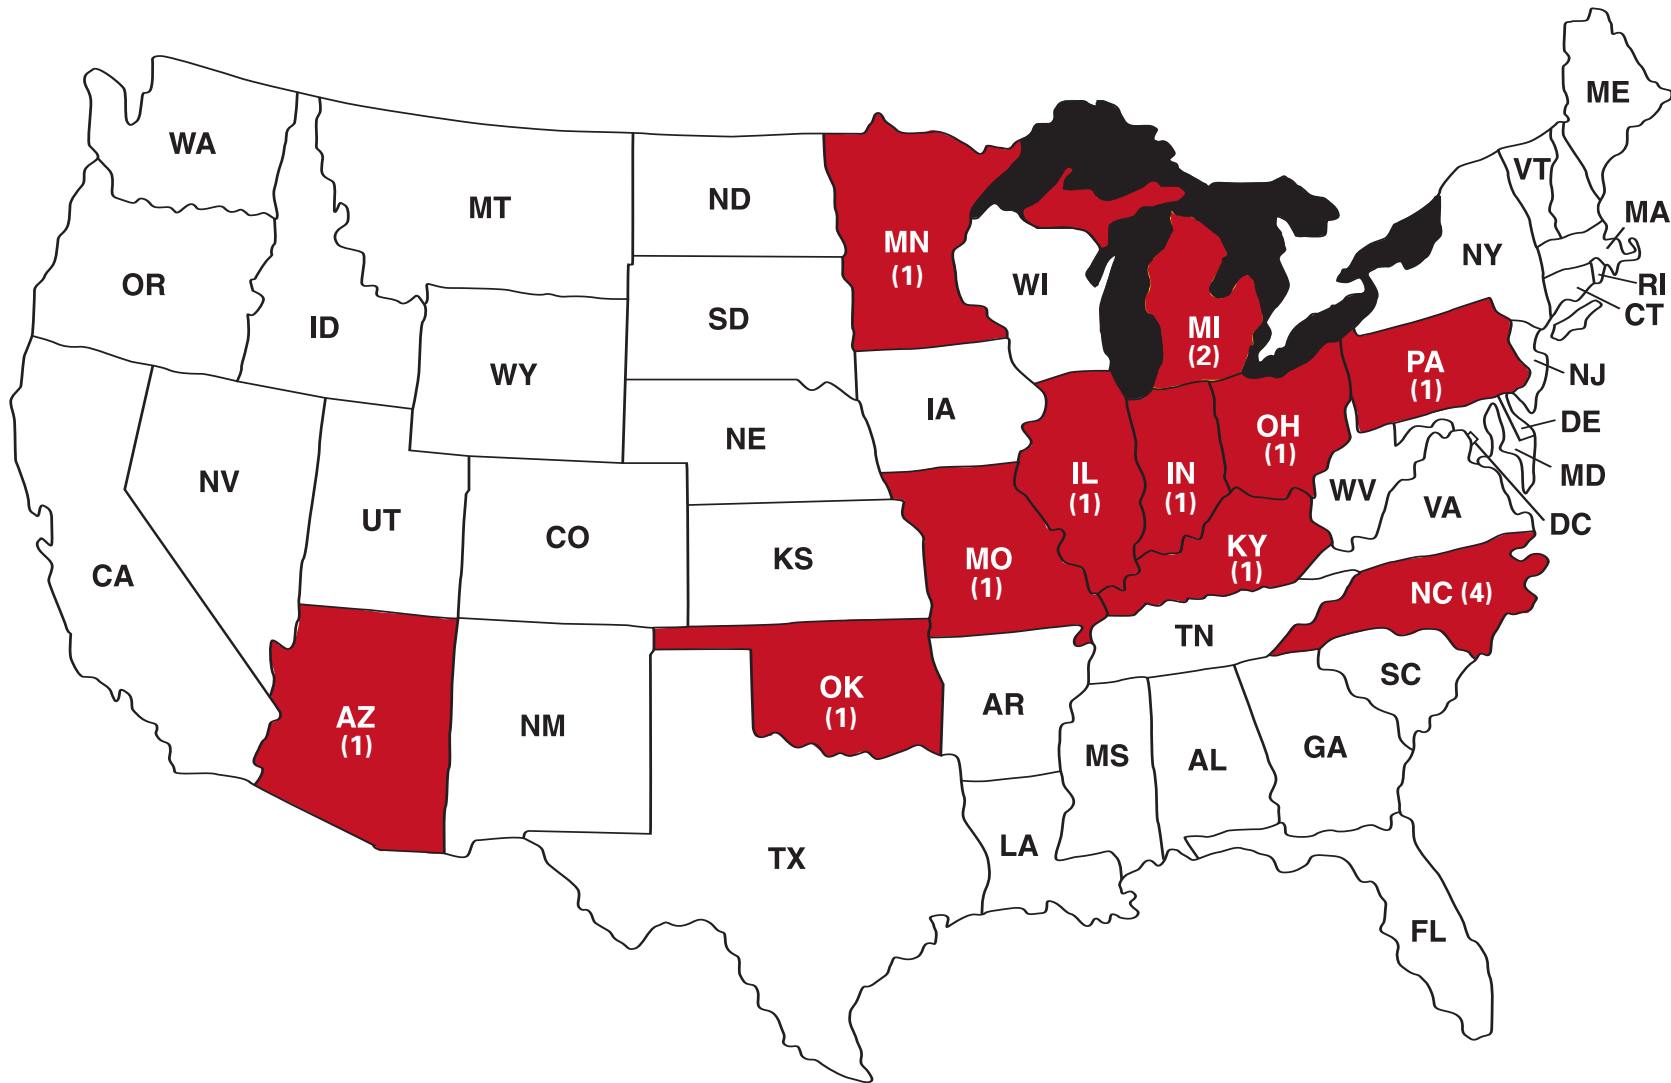 ME
WA
VT
ND
MT
MA
MN
(1)
NY
WI
OR
RI
CT
SD
ID
MI
(2)
PA
(1)
WY
NJ
IA
DE
OH
(1)
NE
IL
(1)
IN
(1)
MD
NV
WV
VA
UT
DC
CO
KY
(1)
KS
MO
(1)
CA
NC (4)
TN
SC
OK
(1)
AR
AZ
(1)
NM
GA
MS
AL
LA
TX
FL